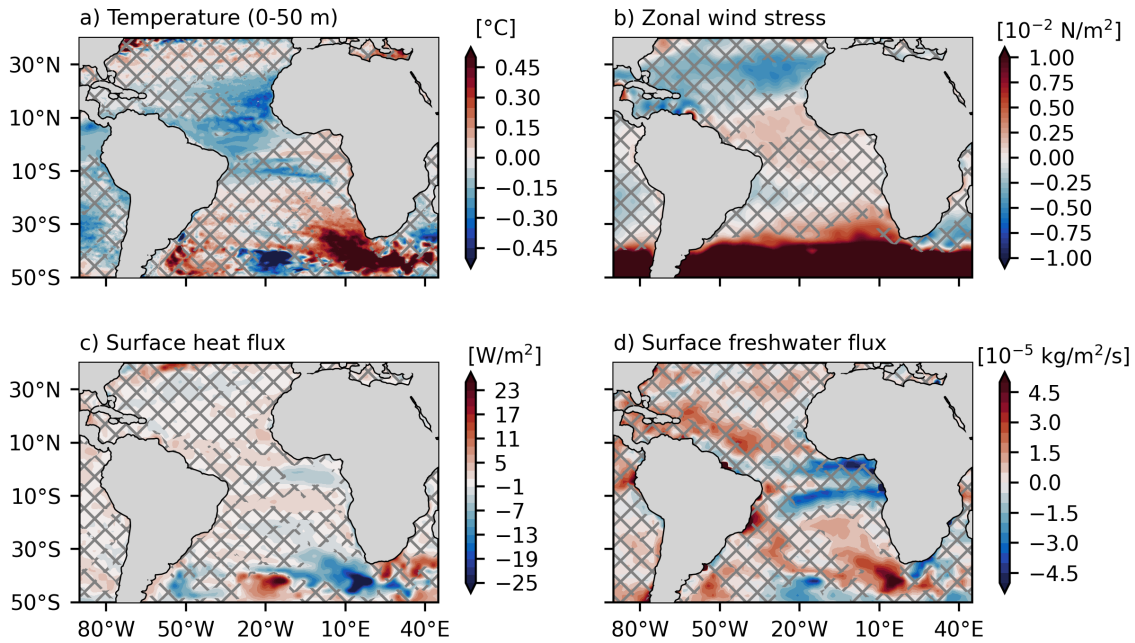 a) Temperature (0-50 m)
[°C]
30°N
10°N
10°S
30°S
50°S
0.45
0.30
0.15
0.00
−0.15
−0.30
−0.45
b) Zonal wind stress
[10⁻² N/m²]
1.00
0.75
0.50
0.25
0.00
−0.25
−0.50
−0.75
−1.00
c) Surface heat flux
[W/m²]
30°N
10°N
10°S
30°S
50°S
80°W
50°W
20°W
10°E
40°E
23
17
11
5
−1
−7
−13
−19
−25
d) Surface freshwater flux
[10⁻⁵ kg/m²/s]
80°W
50°W
20°W
10°E
40°E
4.5
3.0
1.5
0.0
−1.5
−3.0
−4.5